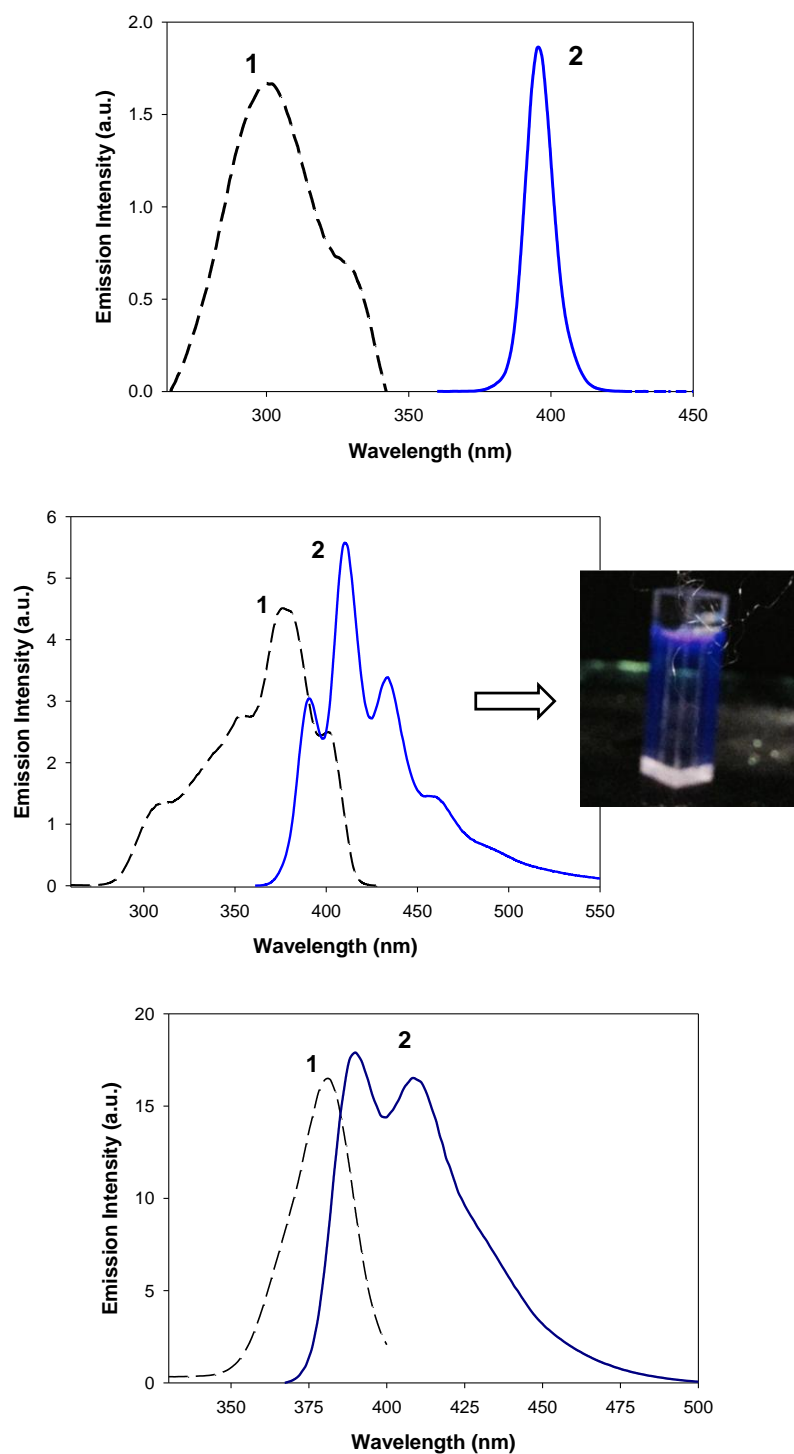 2.0
1
2
1.5
Emission Intensity (a.u.)
1.0
0.5
0.0
300 350 400 450
Wavelength (nm)
6
2
5
1
4
Emission Intensity (a.u.)
3
2
1
0
300 350 400 450 500 550
Wavelength (nm)
20
1
2
15
Emission Intensity (a.u.)
10
5
0
350 375 400 425 450 475 500
Wavelength (nm)